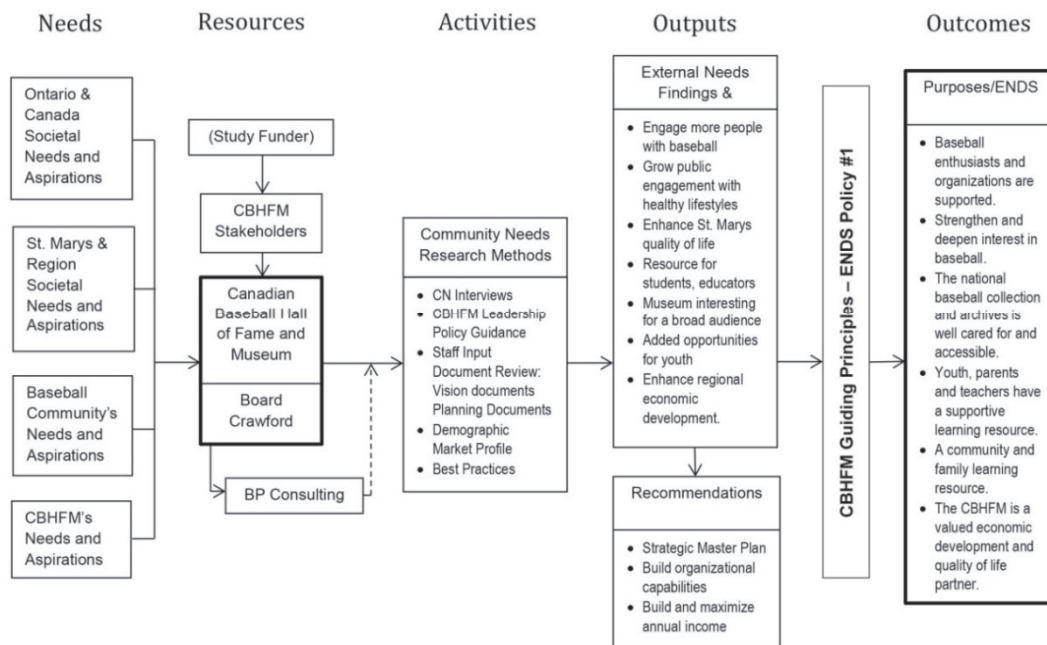 Needs
Resources
Activities
Outputs
Outcomes
Ontario &
Canada
Societal
Needs and
Aspirations
St. Marys &
Region
Societal
Needs and
Aspirations
Baseball
Community's
Needs and
Aspirations
CBHFM's
Needs and
Aspirations
(Study Funder)
CBHFM
Stakeholders
Canadian
Baseball Hall
of Fame and
Museum
Board
Crawford
BP Consulting
Community Needs
Research Methods
• CN Interviews
• CBHFM Leadership
Policy Guidance
• Staff Input
Document Review:
Vision documents
Planning Documents
• Demographic
Market Profile
• Best Practices
External Needs
Findings &
• Engage more people
with baseball
• Grow public
engagement with
healthy lifestyles
• Enhance St. Marys
quality of life
• Resource for
students, educators
• Museum interesting
for a broad audience
• Added opportunities
for youth
• Enhance regional
economic
development.
Recommendations
• Strategic Master Plan
• Build organizational
capabilities
• Build and maximize
annual income
CBHFM Guiding Principles – ENDS Policy #1
Purposes/ENDS
• Baseball
enthusiasts and
organizations are
supported.
• Strengthen and
deepen interest in
baseball.
• The national
baseball collection
and archives is
well cared for and
accessible.
• Youth, parents
and teachers have
a supportive
learning resource.
• A community and
family learning
resource.
• The CBHFM is a
valued economic
development and
quality of life
partner.